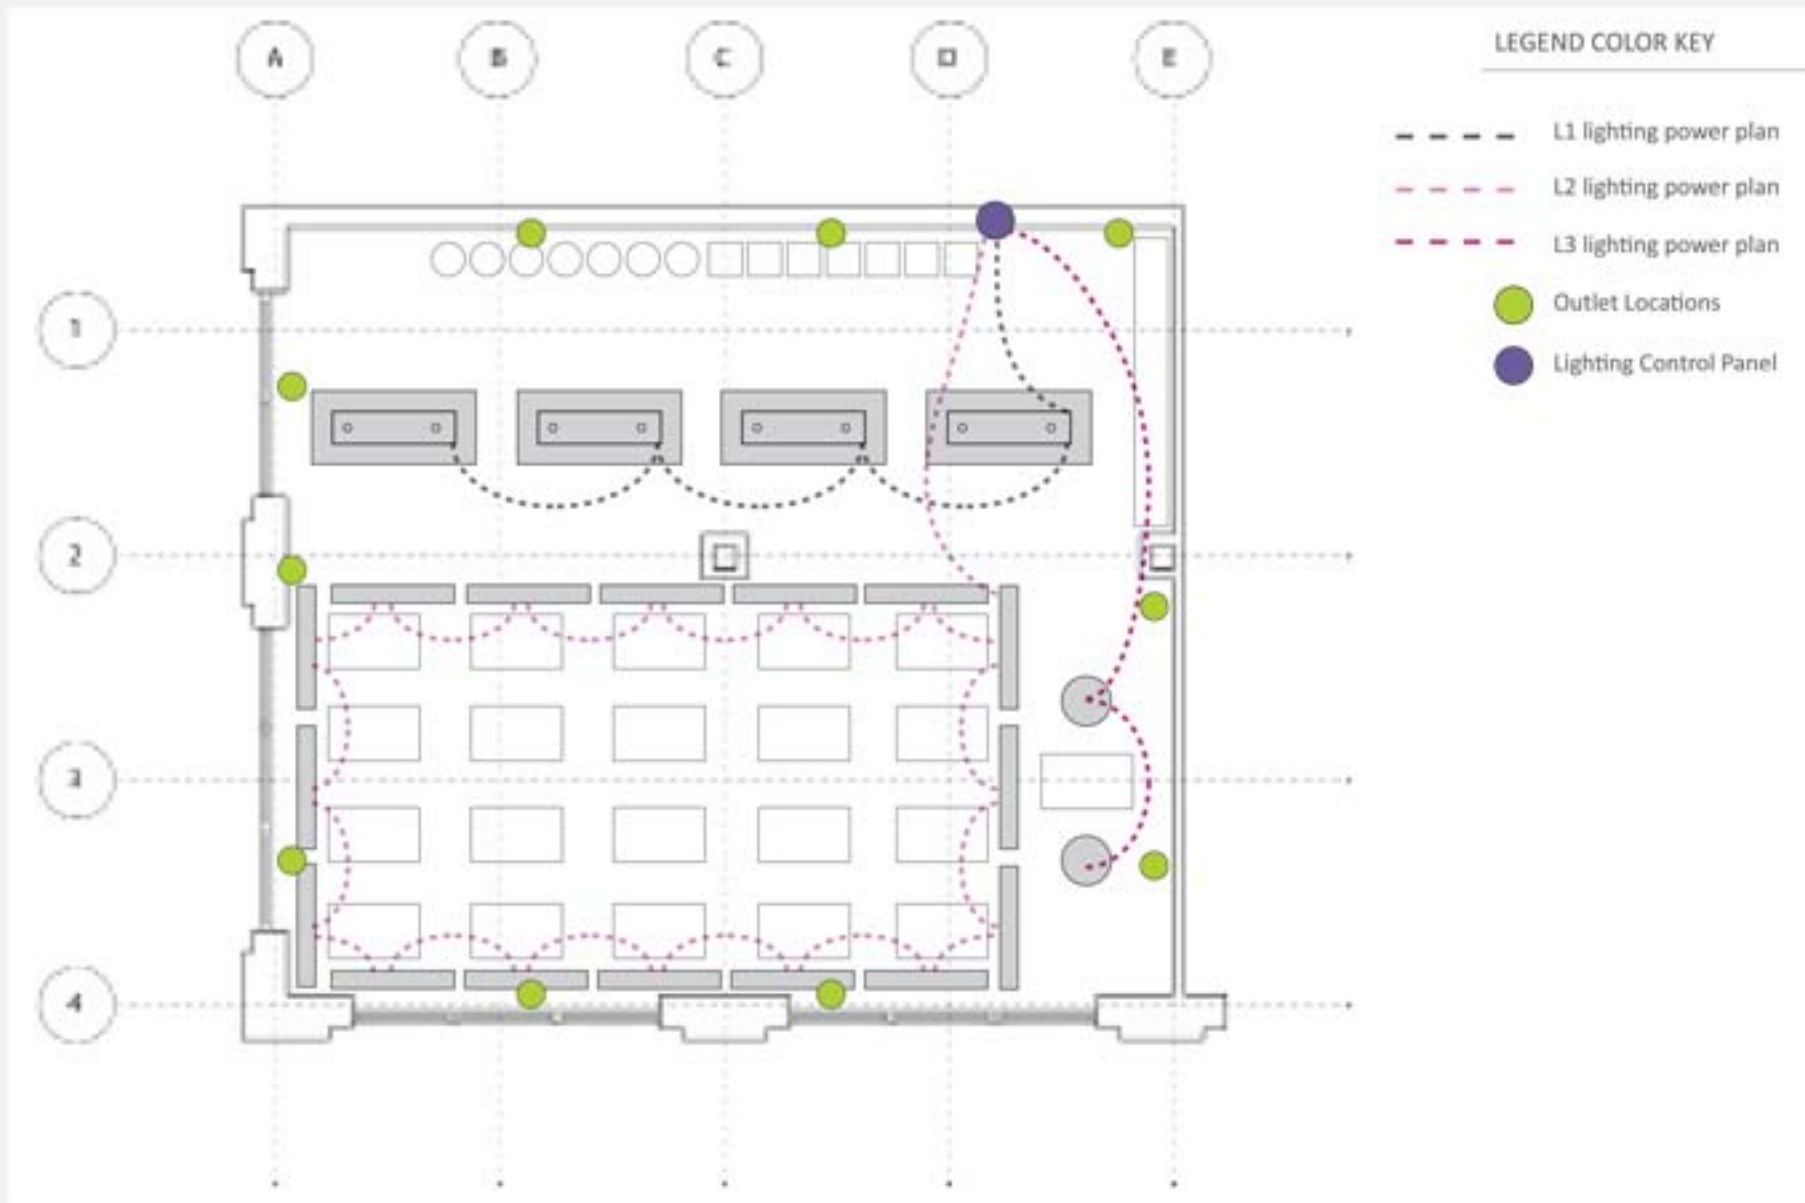 A B C D E
LEGEND COLOR KEY
L1 lighting power plan
L2 lighting power plan
L3 lighting power plan
Outlet Locations
Lighting Control Panel
1
2
3
4